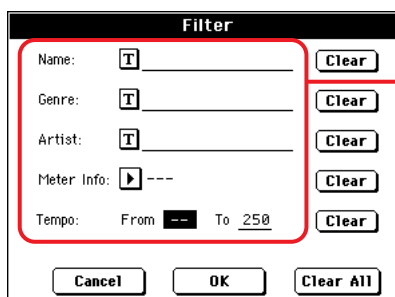 Filter
Name: T Clear
Genre: T Clear
Artist: T Clear
Meter Info: --- Clear
Tempo: From -- To 250 Clear
Cancel OK Clear All